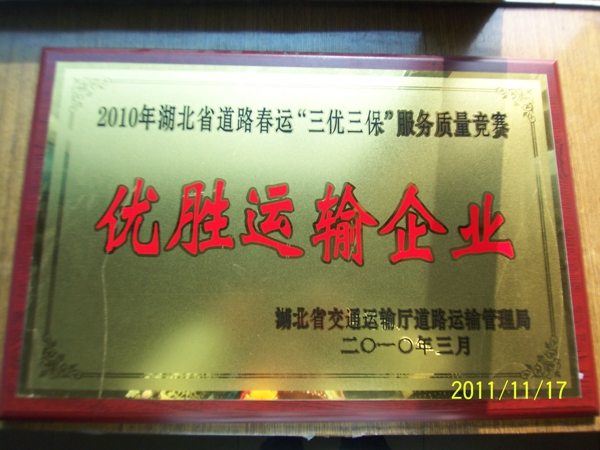 2010年湖北省道路春运“三优三保”服务质量竞赛
优胜运输企业
湖北省交通运输厅道路运输管理局
二〇一〇年三月
2011/11/17